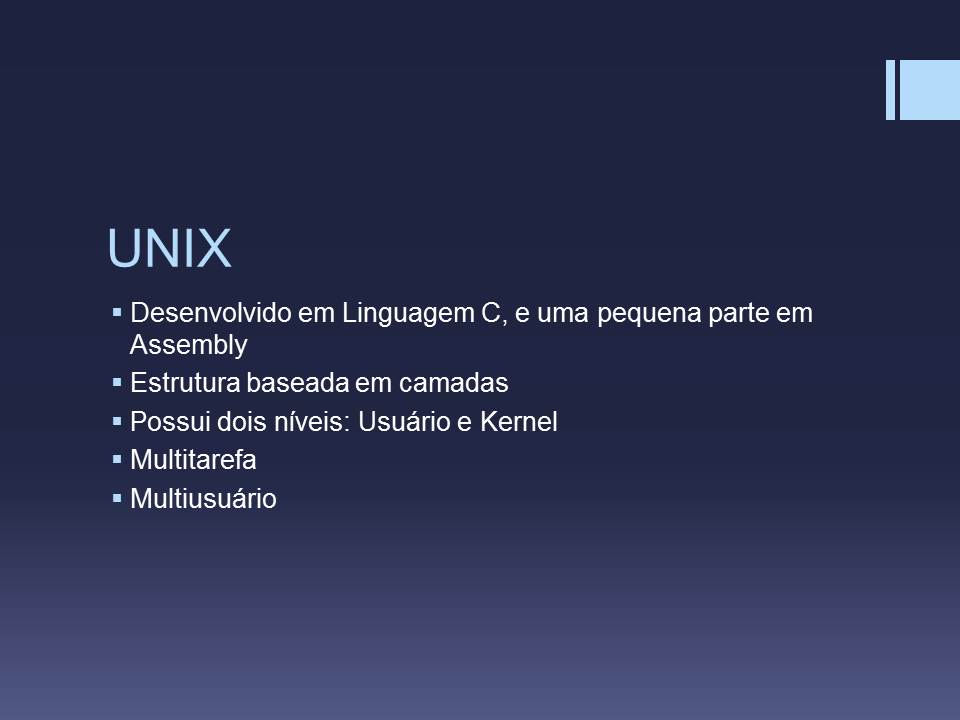 UNIX
▪ Desenvolvido em Linguagem C, e uma pequena parte em
Assembly
▪ Estrutura baseada em camadas
▪ Possui dois níveis: Usuário e Kernel
▪ Multitarefa
▪ Multiusuário